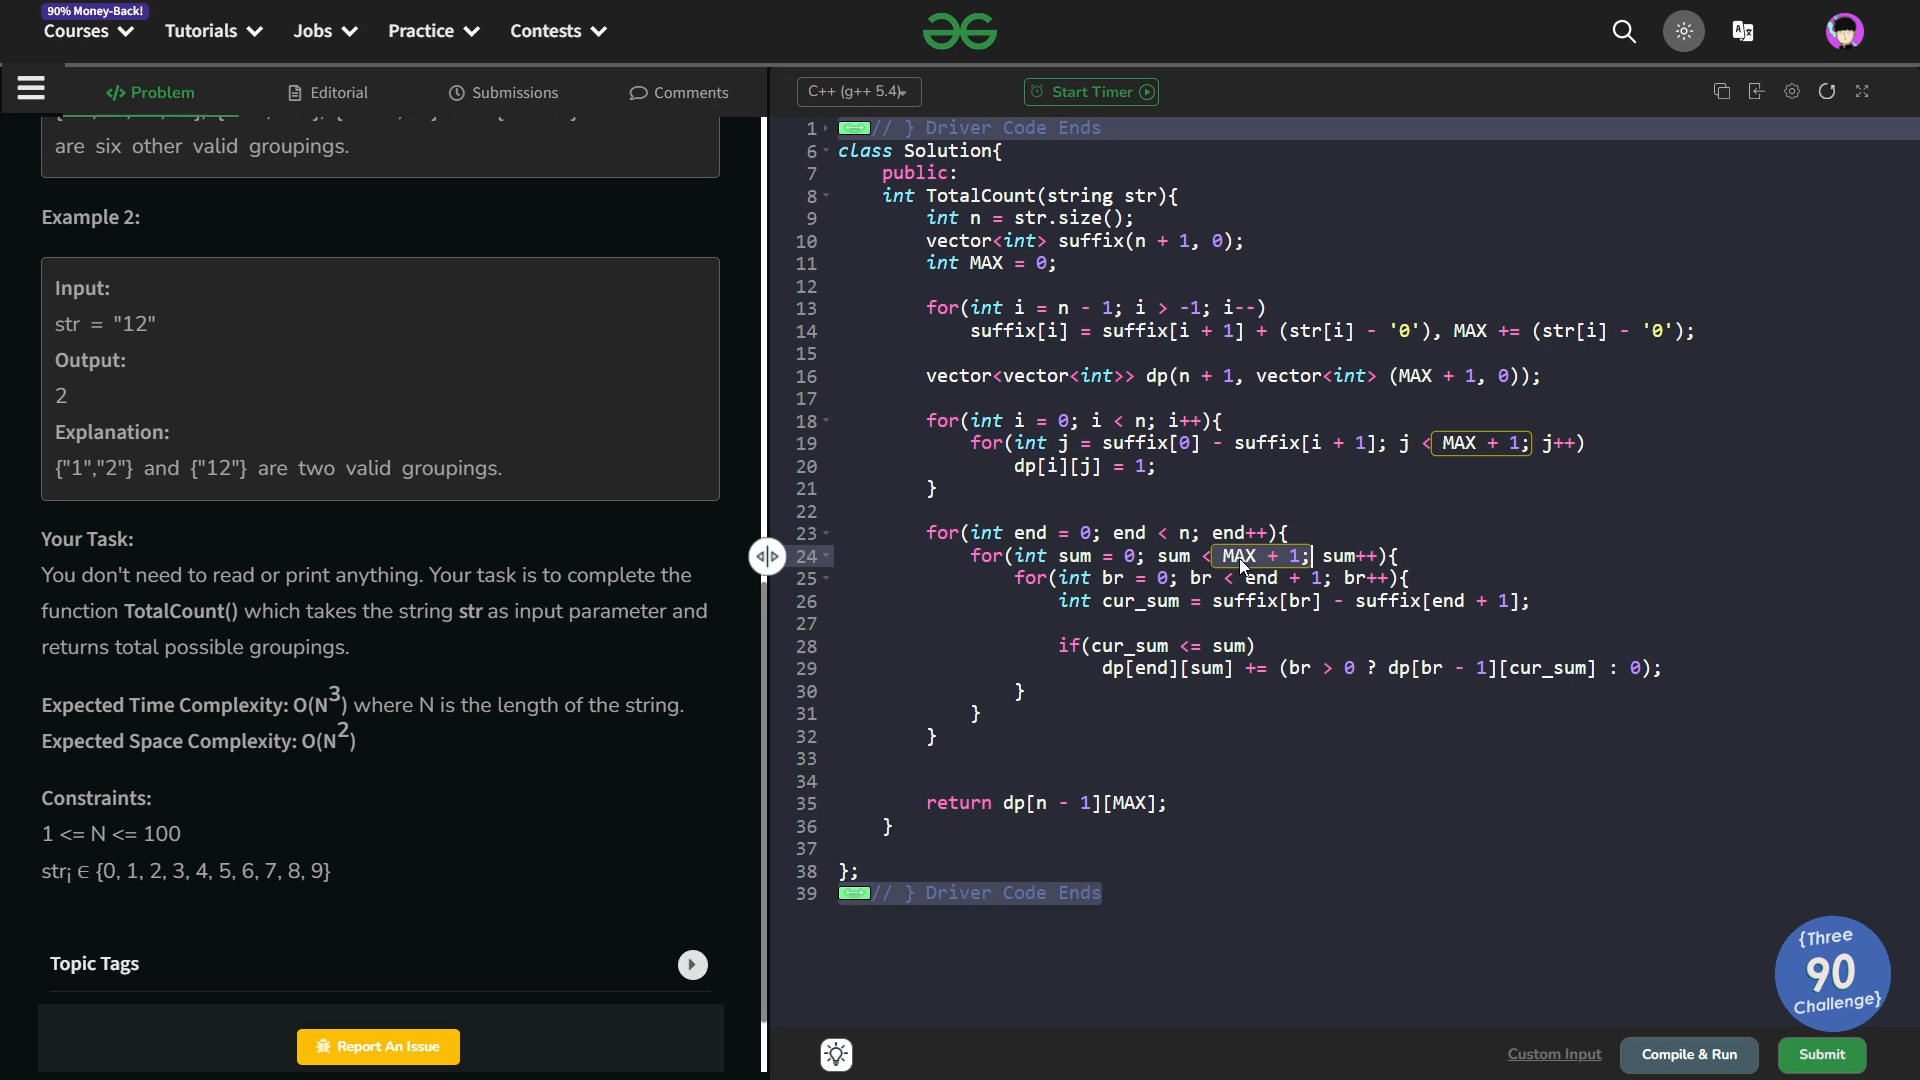 90% Money-Back!
Courses
Tutorials
Jobs
Practice
Contests
Problem
Editorial
Submissions
Comments
C++ (g++ 5.4)
Start Timer
are six other valid groupings.
Example 2:
Input:
str = "12"
Output:
2
Explanation:
{"1","2"} and {"12"} are two valid groupings.
Your Task:
You don't need to read or print anything. Your task is to complete the
function TotalCount() which takes the string str as input parameter and
returns total possible groupings.
Expected Time Complexity: O(N3) where N is the length of the string.
Expected Space Complexity: O(N2)
Constraints:
1 <= N <= 100
stri ∈ {0, 1, 2, 3, 4, 5, 6, 7, 8, 9}
Topic Tags
Report An Issue
1 // } Driver Code Ends
6 class Solution{
7 public:
8 int TotalCount(string str){
9 int n = str.size();
10 vector<int> suffix(n + 1, 0);
11 int MAX = 0;
12
13 for(int i = n - 1; i > -1; i--)
14 suffix[i] = suffix[i + 1] + (str[i] - '0'), MAX += (str[i] - '0');
15
16 vector<vector<int>> dp(n + 1, vector<int> (MAX + 1, 0));
17
18 for(int i = 0; i < n; i++){
19 for(int j = suffix[0] - suffix[i + 1]; j < MAX + 1; j++)
20 dp[i][j] = 1;
21 }
22
23 for(int end = 0; end < n; end++){
24 for(int sum = 0; sum < MAX + 1; sum++){
25 for(int br = 0; br < end + 1; br++){
26 int cur_sum = suffix[br] - suffix[end + 1];
27
28 if(cur_sum <= sum)
29 dp[end][sum] += (br > 0 ? dp[br - 1][cur_sum] : 0);
30 }
31 }
32 }
33
34
35 return dp[n - 1][MAX];
36 }
37
38 };
39 // } Driver Code Ends
{Three
90
Challenge}
Custom Input
Compile & Run
Submit